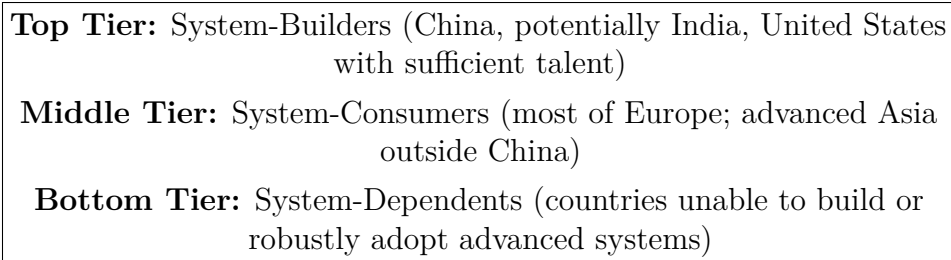 Top Tier: System-Builders (China, potentially India, United States
with sufficient talent)
Middle Tier: System-Consumers (most of Europe; advanced Asia
outside China)
Bottom Tier: System-Dependents (countries unable to build or
robustly adopt advanced systems)